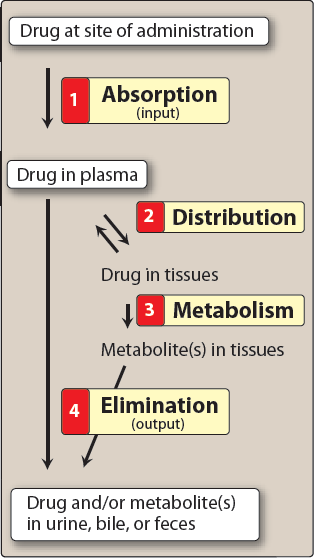 Drug at site of administration
1 Absorption
(input)
Drug in plasma
2 Distribution
Drug in tissues
3 Metabolism
Metabolite(s) in tissues
4 Elimination
(output)
Drug and/or metabolite(s)
in urine, bile, or feces